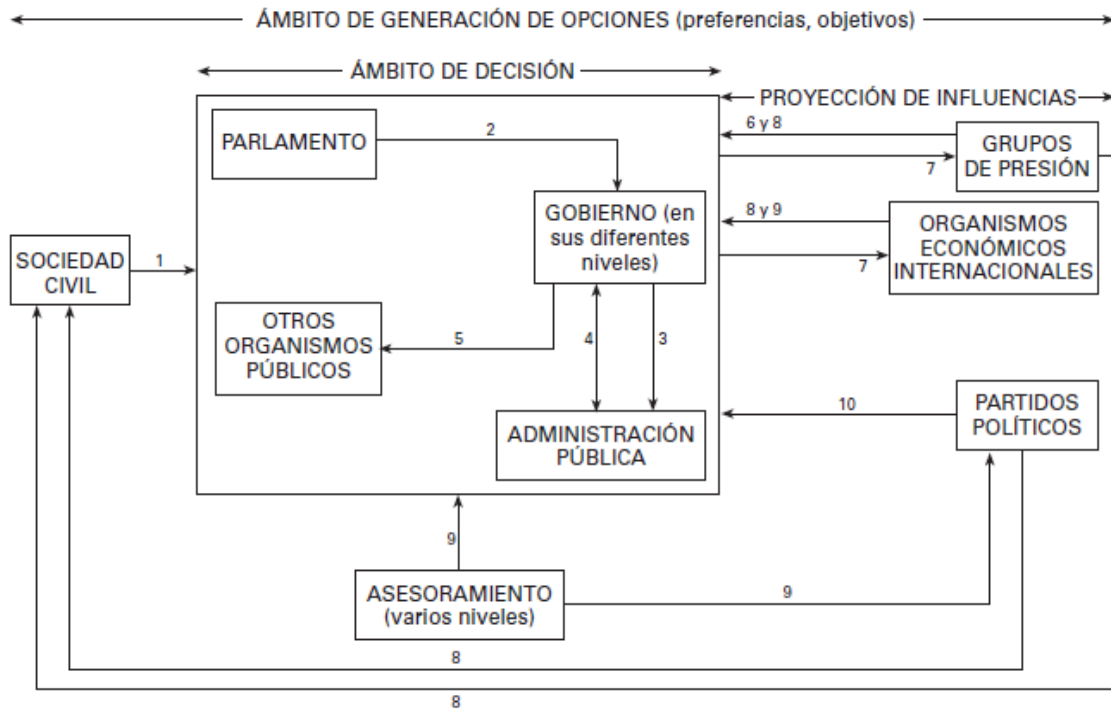 ÁMBITO DE GENERACIÓN DE OPCIONES (preferencias, objetivos)
ÁMBITO DE DECISIÓN
PROYECCIÓN DE INFLUENCIAS
PARLAMENTO
2
6 y 8
GRUPOS
DE PRESIÓN
7
GOBIERNO (en
sus diferentes
niveles)
8 y 9
ORGANISMOS
ECONÓMICOS
INTERNACIONALES
7
SOCIEDAD
CIVIL
1
OTROS
ORGANISMOS
PÚBLICOS
5
4
3
ADMINISTRACIÓN
PÚBLICA
10
PARTIDOS
POLÍTICOS
9
ASESORAMIENTO
(varios niveles)
9
8
8